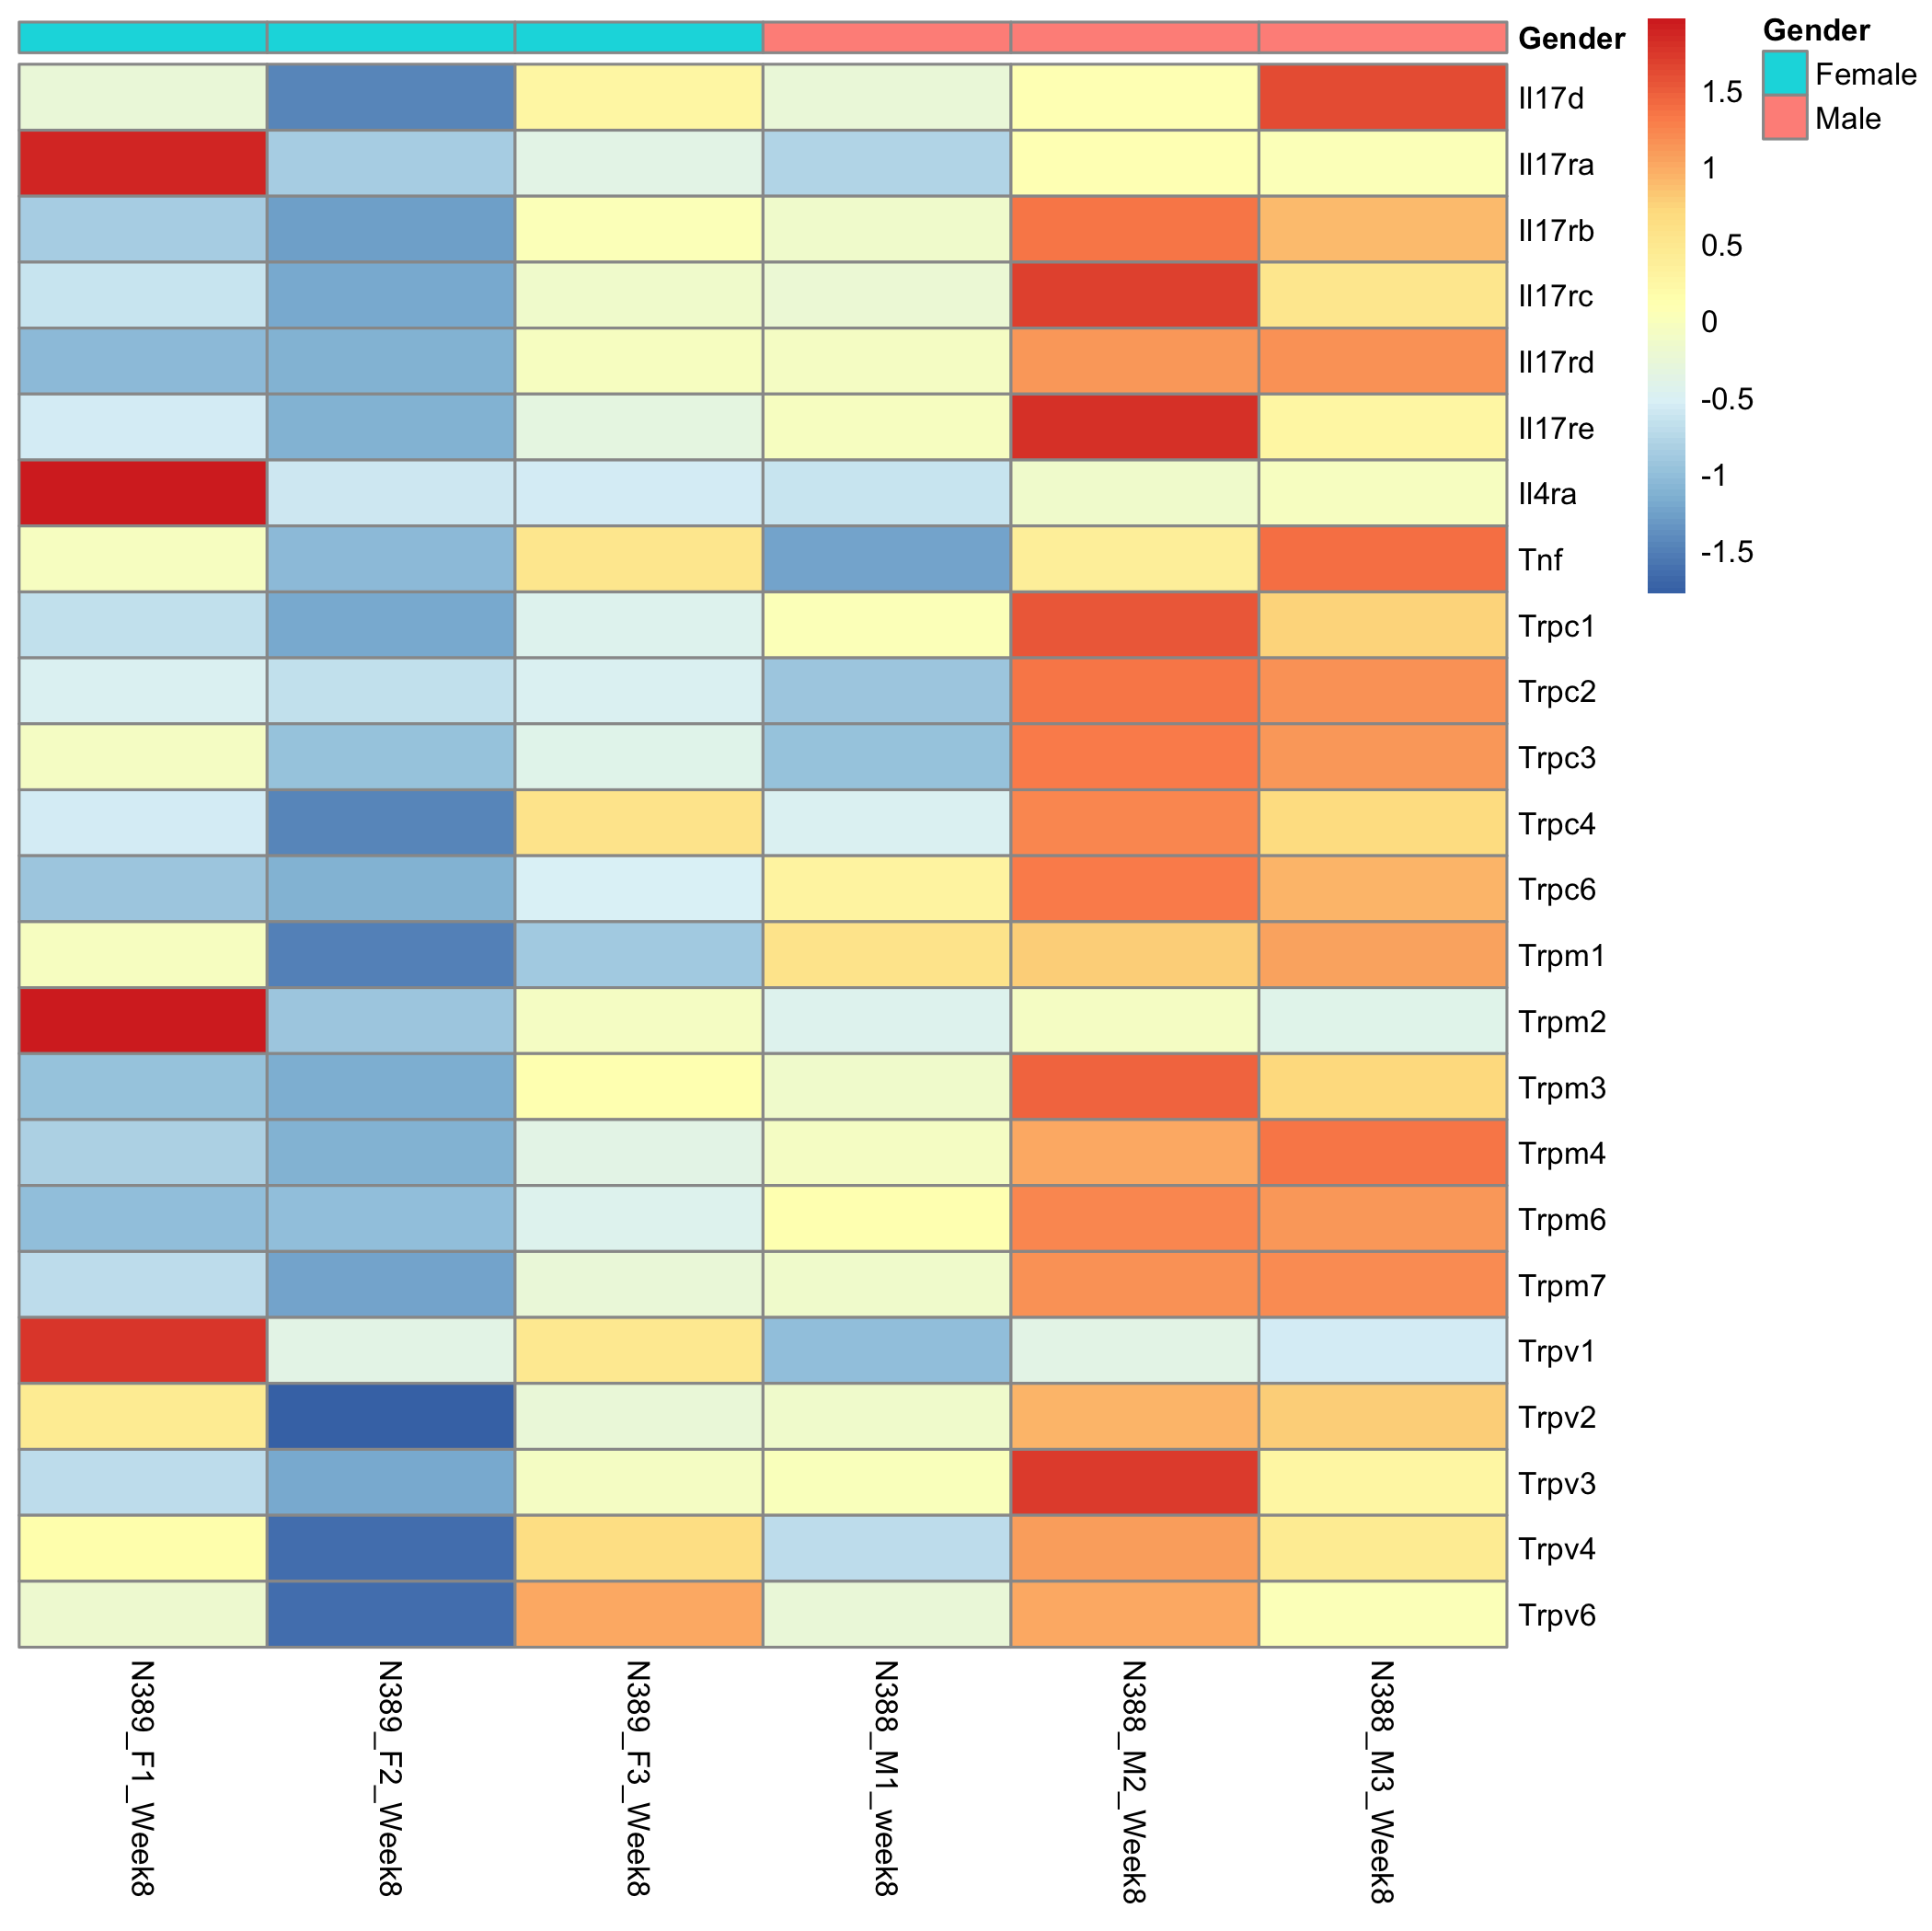 Gender
Il17d
Il17ra
Il17rb
Il17rc
Il17rd
Il17re
Il4ra
Tnf
Trpc1
Trpc2
Trpc3
Trpc4
Trpc6
Trpm1
Trpm2
Trpm3
Trpm4
Trpm6
Trpm7
Trpv1
Trpv2
Trpv3
Trpv4
Trpv6
N389_F1_Week8
N389_F2_Week8
N389_F3_Week8
N388_M1_week8
N388_M2_Week8
N388_M3_Week8
1.5
1
0.5
0
-0.5
-1
-1.5
Gender
Female
Male